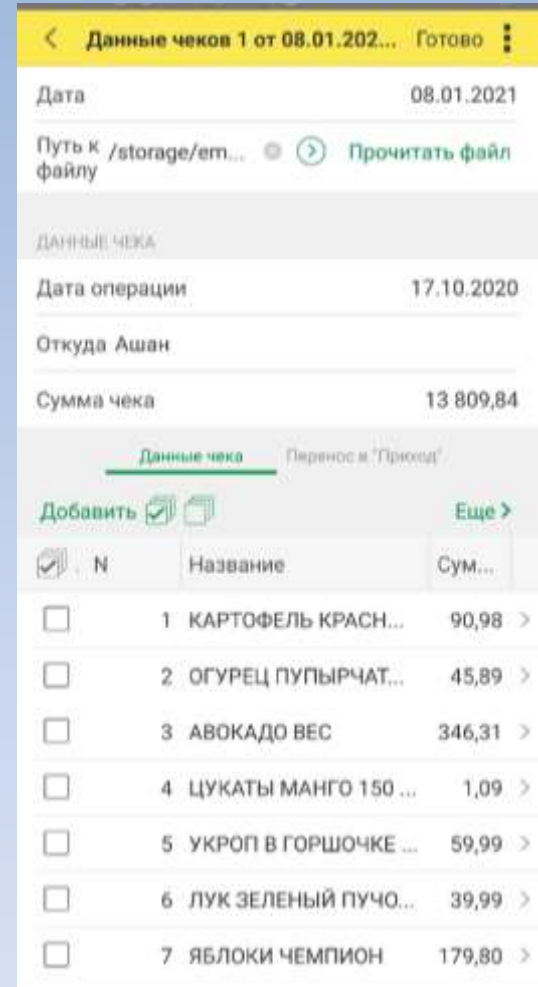 Данные чеков 1 от 08.01.202... Готово
Дата 08.01.2021
Путь к файлу /storage/em... Прочитать файл
ДАННЫЕ ЧЕКА
Дата операции 17.10.2020
Откуда Ашан
Сумма чека 13 809,84
Данные чека Перенос в "Приход"
Добавить Еще >
. N Название Сум...
1 КАРТОФЕЛЬ КРАСН... 90,98 >
2 ОГУРЕЦ ПУПЫРЧАТ... 45,89 >
3 АВОКАДО ВЕС 346,31 >
4 ЦУКАТЫ МАНГО 150 ... 1,09 >
5 УКРОП В ГОРШОЧКЕ ... 59,99 >
6 ЛУК ЗЕЛЕНЫЙ ПУЧО... 39,99 >
7 ЯБЛОКИ ЧЕМПИОН 179,80 >